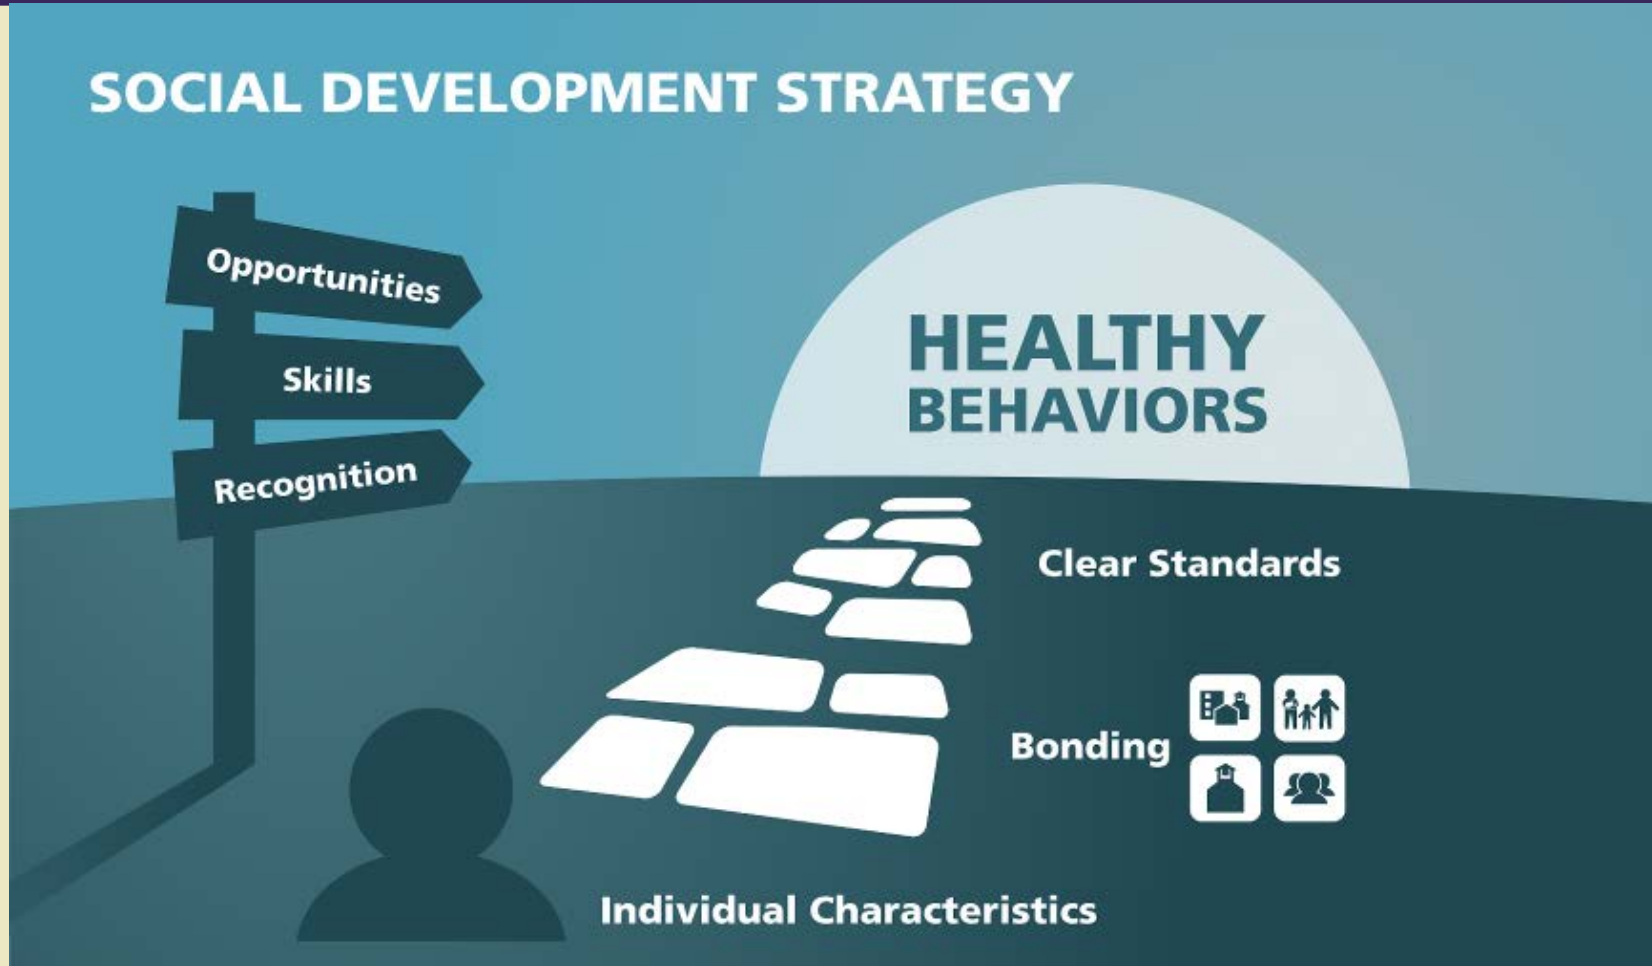 SOCIAL DEVELOPMENT STRATEGY
Opportunities
Skills
Recognition
HEALTHY
BEHAVIORS
Clear Standards
Bonding
Individual Characteristics